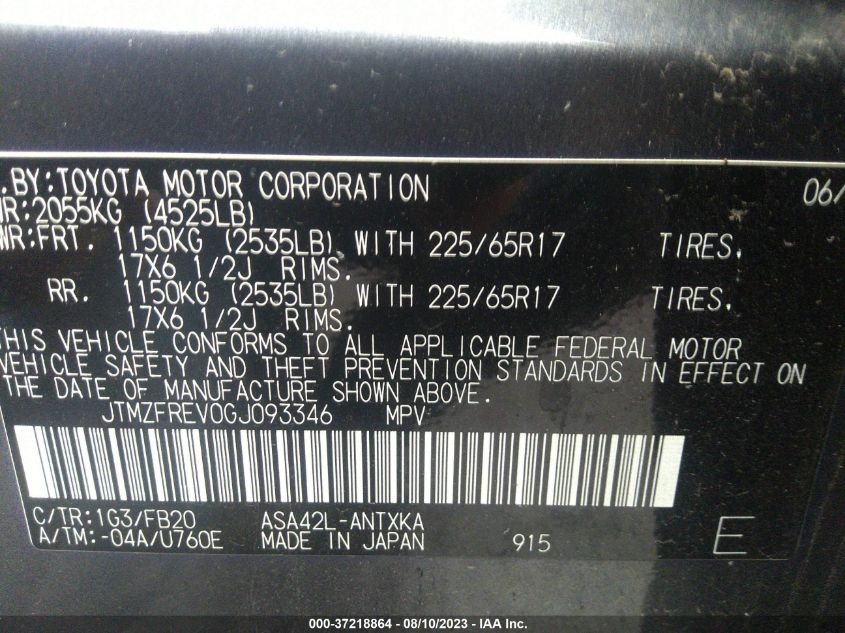 .BY:TOYOTA MOTOR CORPORATION 06/
WR:2055KG (4525LB)
WR:FRT. 1150KG (2535LB) WITH 225/65R17 TIRES.
17X6 1/2J RIMS.
RR. 1150KG (2535LB) WITH 225/65R17 TIRES.
17X6 1/2J RIMS.
THIS VEHICLE CONFORMS TO ALL APPLICABLE FEDERAL MOTOR
VEHICLE SAFETY AND THEFT PREVENTION STANDARDS IN EFFECT ON
THE DATE OF MANUFACTURE SHOWN ABOVE.
JTMZFREV0GJ093346 MPV
C/TR:1G3/FB20 ASA42L-ANTXKA
A/TM:-04A/U760E MADE IN JAPAN 915 E
000-37218864 — 08/10/2023 — IAA Inc.